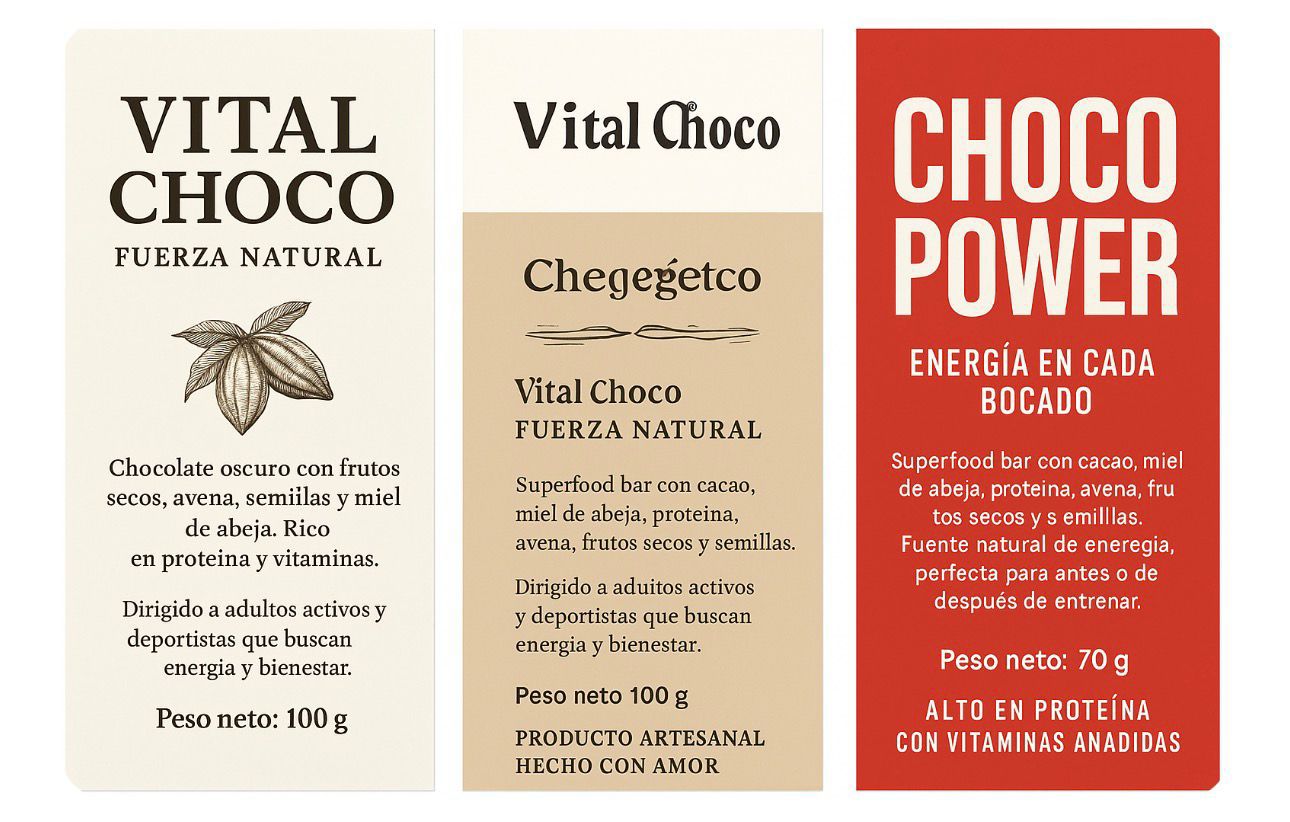 VITAL
CHOCO
FUERZA NATURAL
Chocolate oscuro con frutos
secos, avena, semillas y miel
de abeja. Rico
en proteina y vitaminas.
Dirigido a adultos activos y
deportistas que buscan
energia y bienestar.
Peso neto: 100 g
Vital Choco
Vital Choco
FUERZA NATURAL
Superfood bar con cacao,
miel de abeja, proteina,
avena, frutos secos y semillas.
Dirigido a aduitos activos
y deportistas que buscan
energia y bienestar.
Peso neto 100 g
PRODUCTO ARTESANAL
HECHO CON AMOR
CHOCO
POWER
ENERGÍA EN CADA
BOCADO
Superfood bar con cacao, miel
de abeja, proteina, avena, fru
tos secos y s emilllas.
Fuente natural de eneregia,
perfecta para antes o de
después de entrenar.
Peso neto: 70 g
ALTO EN PROTEÍNA
CON VITAMINAS ANADIDAS